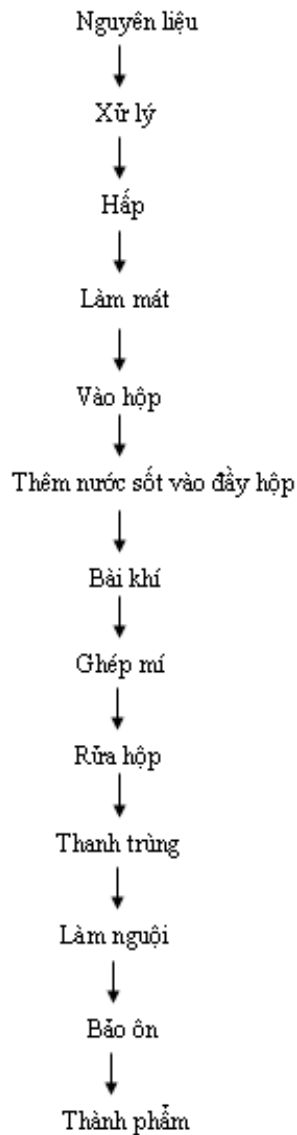 Nguyên liệu
Xử lý
Hấp
Làm mát
Vào hộp
Thêm nước sốt vào đầy hộp
Bài khí
Ghép mí
Rửa hộp
Thanh trùng
Làm nguội
Bảo ôn
Thành phẩm